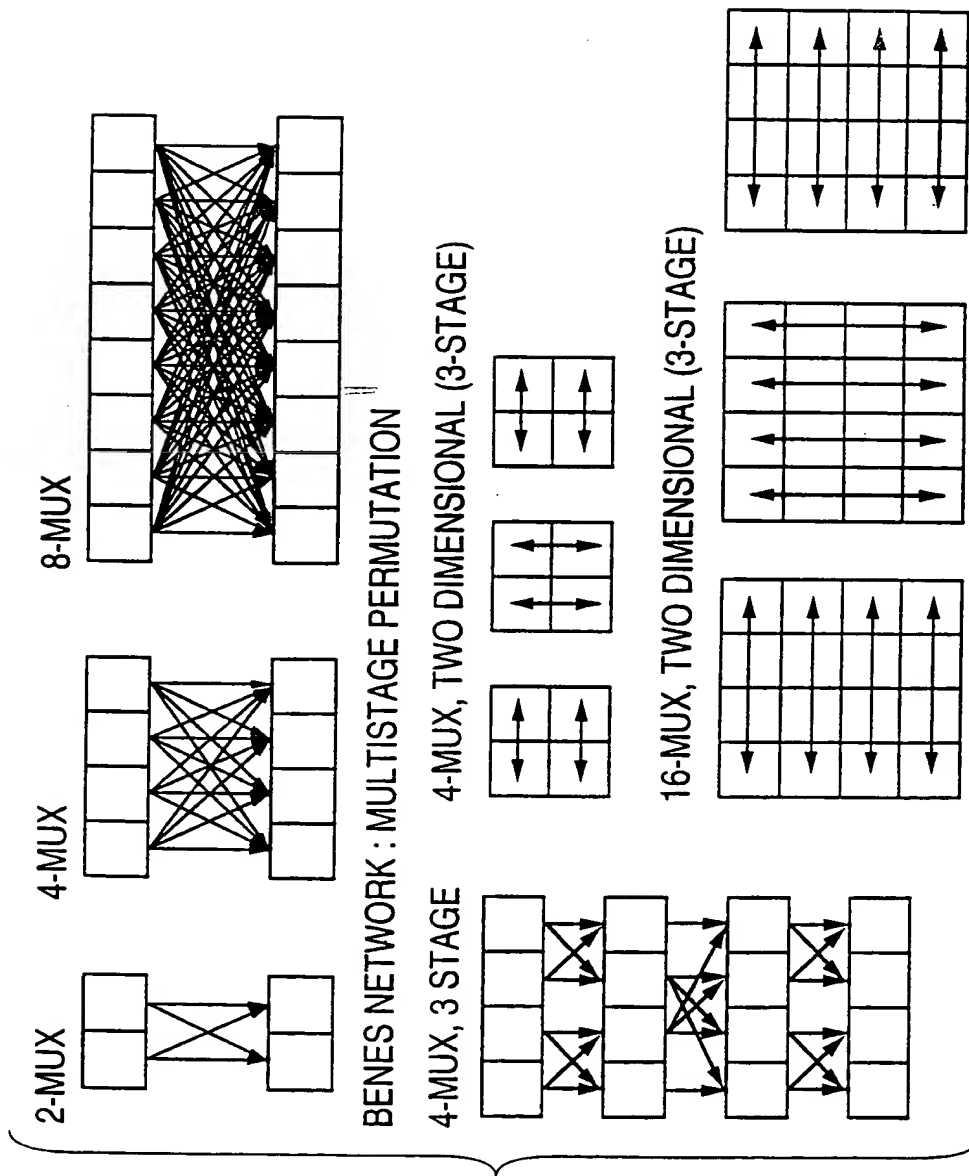 2-MUX
4-MUX
8-MUX
BENES NETWORK : MULTISTAGE PERMUTATION
4-MUX, 3 STAGE
4-MUX, TWO DIMENSIONAL (3-STAGE)
16-MUX, TWO DIMENSIONAL (3-STAGE)